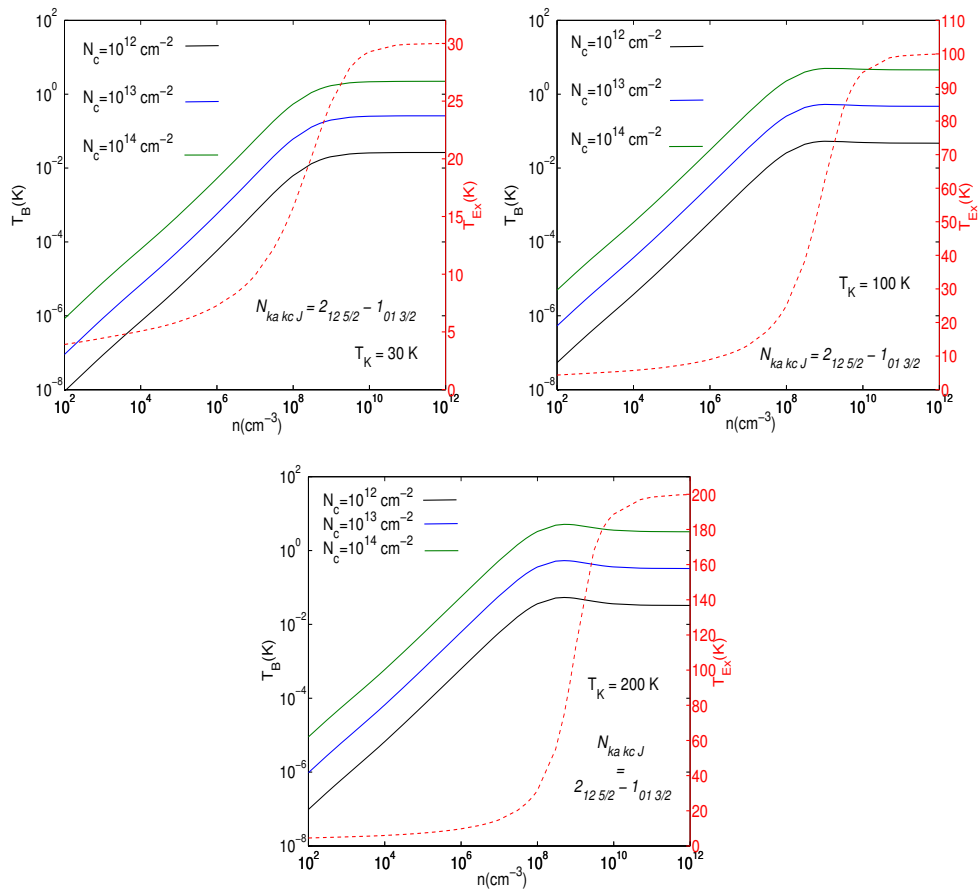 10^2
10^0
10^-2
10^-4
10^-6
10^-8
T_B(K)
N_c=10^12 cm^-2
N_c=10^13 cm^-2
N_c=10^14 cm^-2
N_ka kc J = 2_12 5/2 − 1_01 3/2
T_K = 30 K
30
25
20
15
10
5
0
T_Ex(K)
10^2 10^4 10^6 10^8 10^10 10^12
n(cm^-3)
10^2
10^0
10^-2
10^-4
10^-6
10^-8
T_B(K)
N_c=10^12 cm^-2
N_c=10^13 cm^-2
N_c=10^14 cm^-2
T_K = 100 K
N_ka kc J = 2_12 5/2 − 1_01 3/2
110
100
90
80
70
60
50
40
30
20
10
0
T_Ex(K)
10^2 10^4 10^6 10^8 10^10 10^12
n(cm^-3)
10^2
10^0
10^-2
10^-4
10^-6
10^-8
T_B(K)
N_c=10^12 cm^-2
N_c=10^13 cm^-2
N_c=10^14 cm^-2
T_K = 200 K
N_ka kc J
=
2_12 5/2 − 1_01 3/2
200
180
160
140
120
100
80
60
40
20
0
T_Ex(K)
10^2 10^4 10^6 10^8 10^10 10^12
n(cm^-3)